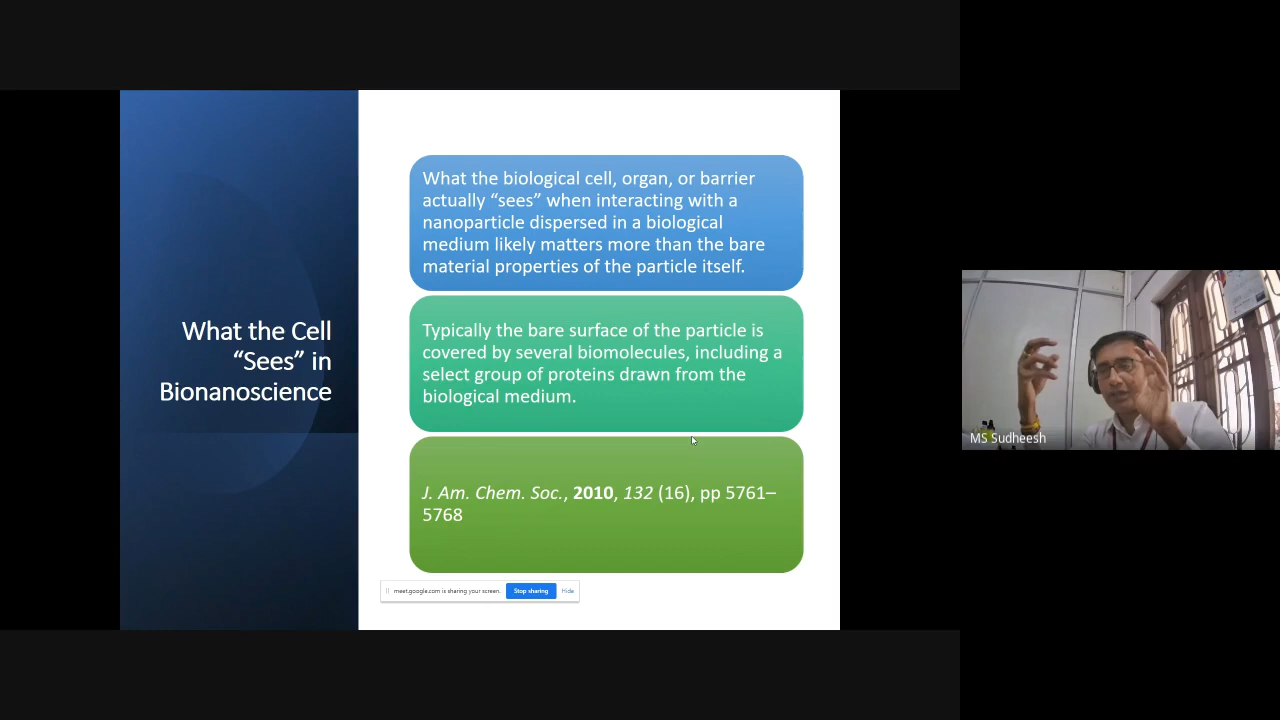 What the Cell
“Sees” in
Bionanoscience
What the biological cell, organ, or barrier
actually “sees” when interacting with a
nanoparticle dispersed in a biological
medium likely matters more than the bare
material properties of the particle itself.
Typically the bare surface of the particle is
covered by several biomolecules, including a
select group of proteins drawn from the
biological medium.
J. Am. Chem. Soc., 2010, 132 (16), pp 5761–
5768
meet.google.com is sharing your screen.
Stop sharing
Hide
MS Sudheesh